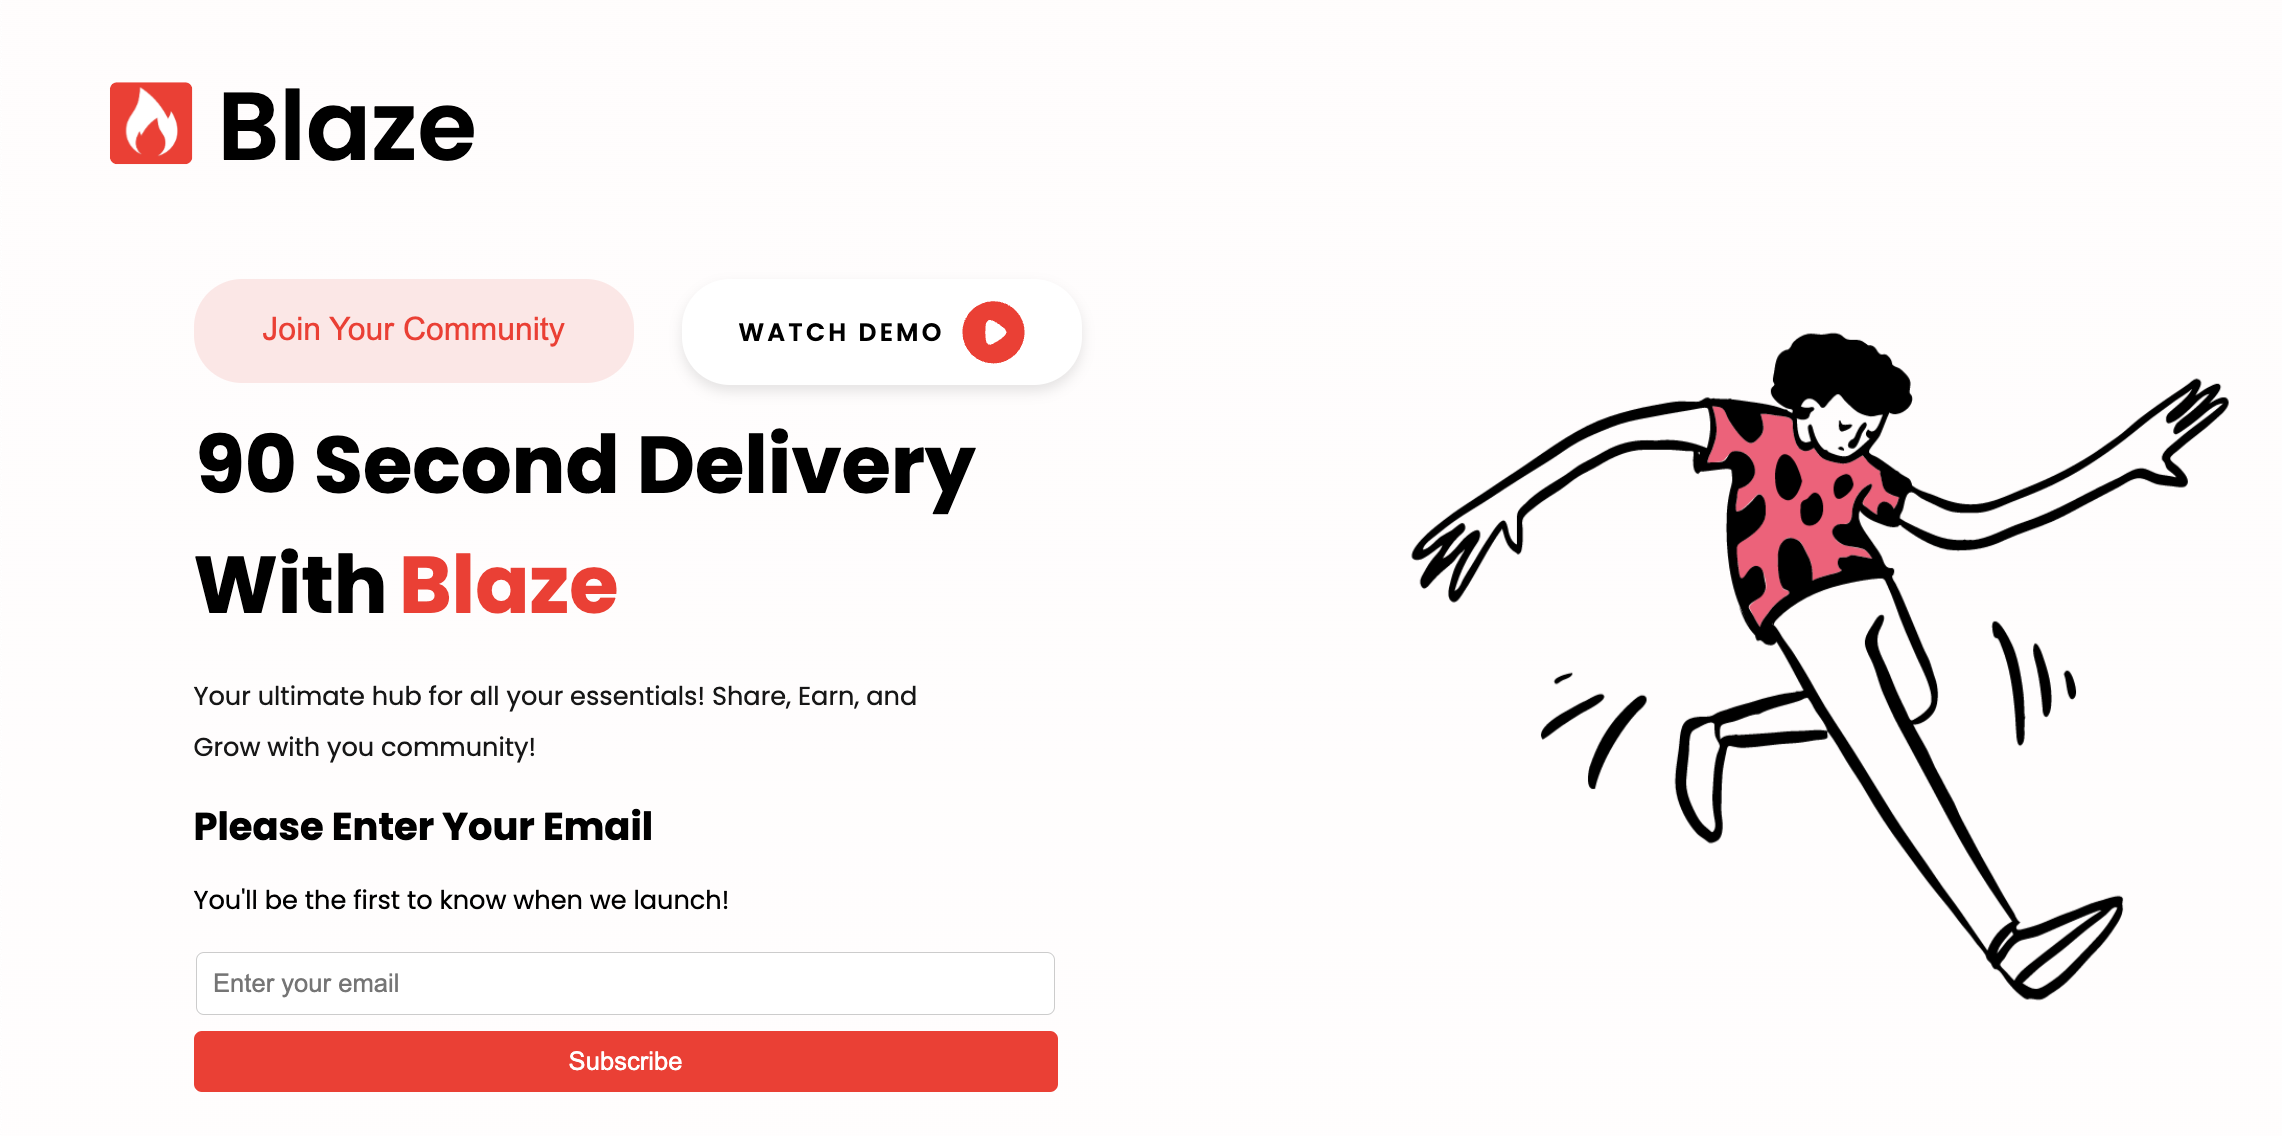 Blaze
Join Your Community
WATCH DEMO
90 Second Delivery
With Blaze
Your ultimate hub for all your essentials! Share, Earn, and
Grow with you community!
Please Enter Your Email
You'll be the first to know when we launch!
Enter your email
Subscribe